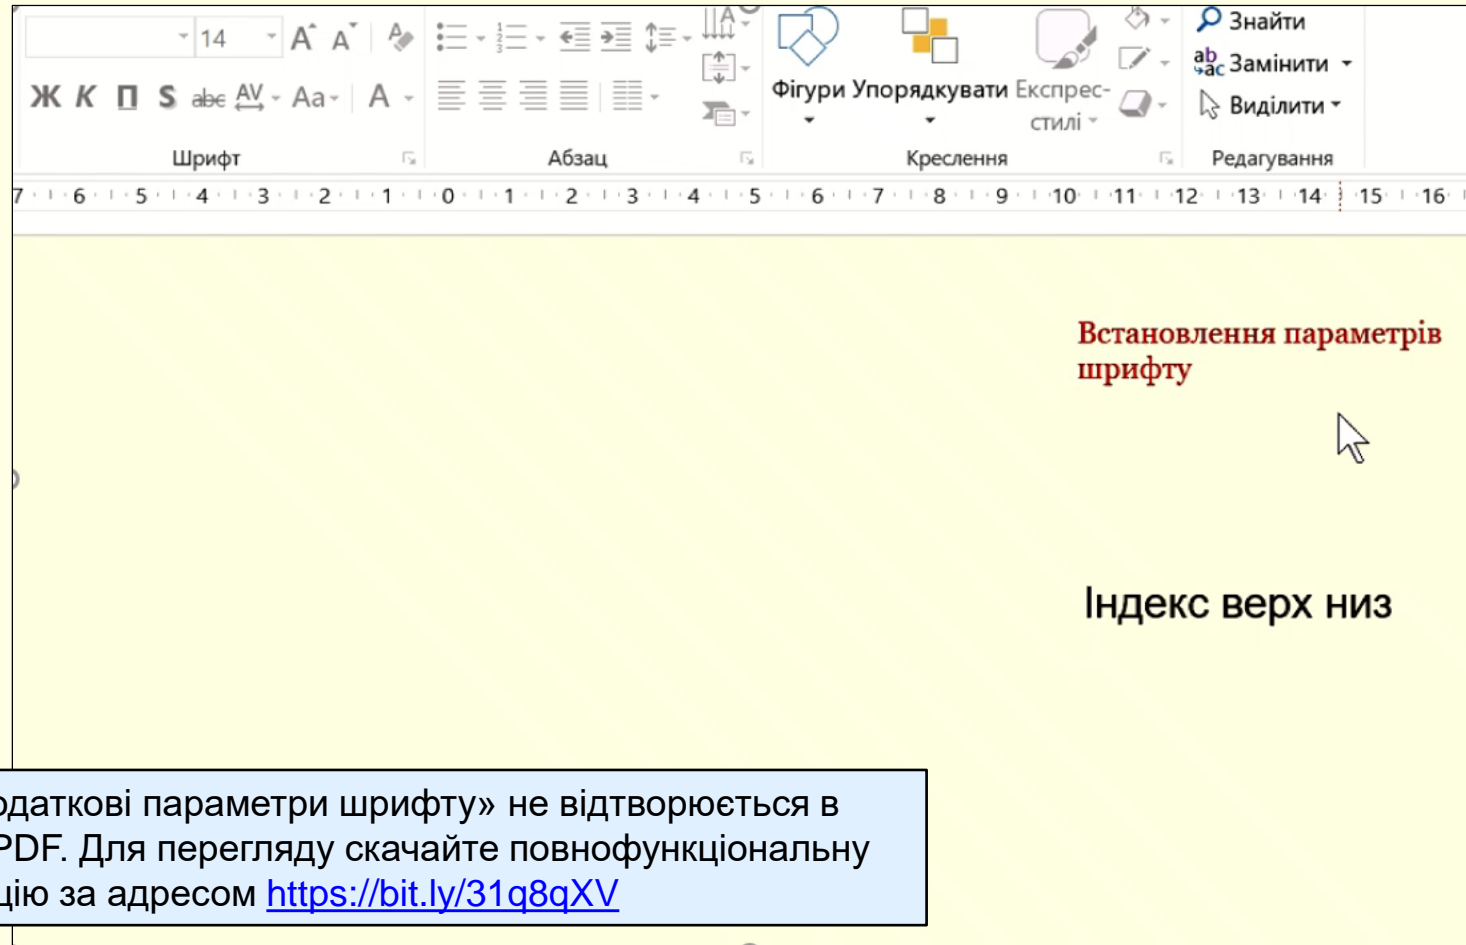 14 А А
Ж К П S abc AV Aa А
Фігури Упорядкувати Експрес-
стилі
Знайти
Замінити
Виділити
Шрифт Абзац Креслення Редагування
7 6 5 4 3 2 1 0 1 2 3 4 5 6 7 8 9 10 11 12 13 14 15 16
Встановлення параметрів
шрифту
Індекс верх низ
одаткові параметри шрифту» не відтворюється в
PDF. Для перегляду скачайте повнофункціональну
цію за адресом https://bit.ly/31q8qXV